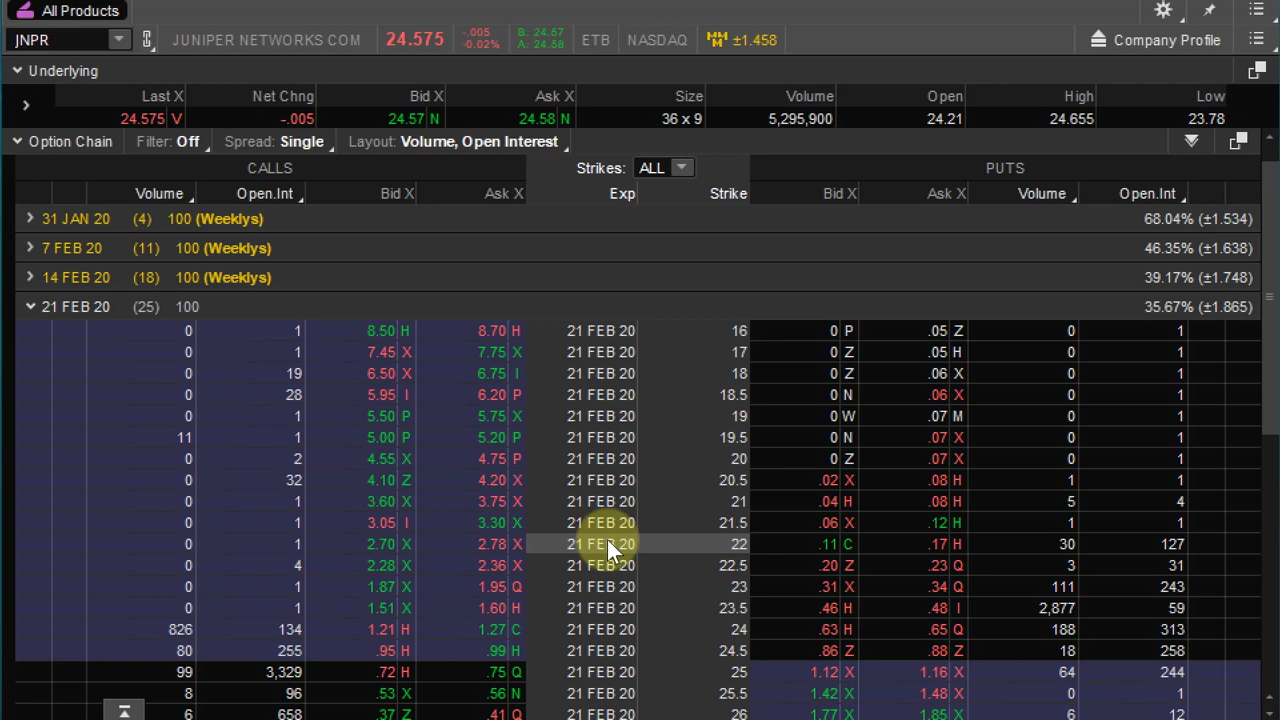 All Products
JNPR JUNIPER NETWORKS COM 24.575 -.005 -0.02% B: 24.57 A: 24.58 ETB NASDAQ ±1.458 Company Profile
Underlying
Last X Net Chng Bid X Ask X Size Volume Open High Low
24.575 V -.005 24.57 N 24.58 N 36 x 9 5,295,900 24.21 24.655 23.78
Option Chain Filter: Off Spread: Single Layout: Volume, Open Interest
CALLS Strikes: ALL PUTS
Volume Open.Int Bid X Ask X Exp Strike Bid X Ask X Volume Open.Int
31 JAN 20 (4) 100 (Weeklys) 68.04% (±1.534)
7 FEB 20 (11) 100 (Weeklys) 46.35% (±1.638)
14 FEB 20 (18) 100 (Weeklys) 39.17% (±1.748)
21 FEB 20 (25) 100 35.67% (±1.865)
0 1 8.50 H 8.70 H 21 FEB 20 16 0 P .05 Z 0 1
0 1 7.45 X 7.75 X 21 FEB 20 17 0 Z .05 H 0 1
0 19 6.50 X 6.75 I 21 FEB 20 18 0 Z .06 X 0 1
0 28 5.95 I 6.20 P 21 FEB 20 18.5 0 N .06 X 0 1
0 1 5.50 P 5.75 X 21 FEB 20 19 0 W .07 M 0 1
11 1 5.00 P 5.20 P 21 FEB 20 19.5 0 N .07 X 0 1
0 2 4.55 X 4.75 P 21 FEB 20 20 0 Z .07 X 0 1
0 32 4.10 Z 4.20 X 21 FEB 20 20.5 .02 X .08 H 1 1
0 1 3.60 X 3.75 X 21 FEB 20 21 .04 H .08 H 5 4
0 1 3.05 I 3.30 X 21 FEB 20 21.5 .06 X .12 H 1 1
0 1 2.70 X 2.78 X 21 FEB 20 22 .11 C .17 H 30 127
0 4 2.28 X 2.36 X 21 FEB 20 22.5 .20 Z .23 Q 3 31
0 1 1.87 X 1.95 Q 21 FEB 20 23 .31 X .34 Q 111 243
0 1 1.51 X 1.60 H 21 FEB 20 23.5 .46 H .48 I 2,877 59
826 134 1.21 H 1.27 C 21 FEB 20 24 .63 H .65 Q 188 313
80 255 .95 H .99 H 21 FEB 20 24.5 .86 Z .88 Z 18 258
99 3,329 .72 H .75 Q 21 FEB 20 25 1.12 X 1.16 X 64 244
8 96 .53 X .56 N 21 FEB 20 25.5 1.42 X 1.48 X 0 1
6 658 .37 Z .41 Q 21 FEB 20 26 1.77 X 1.85 X 6 12